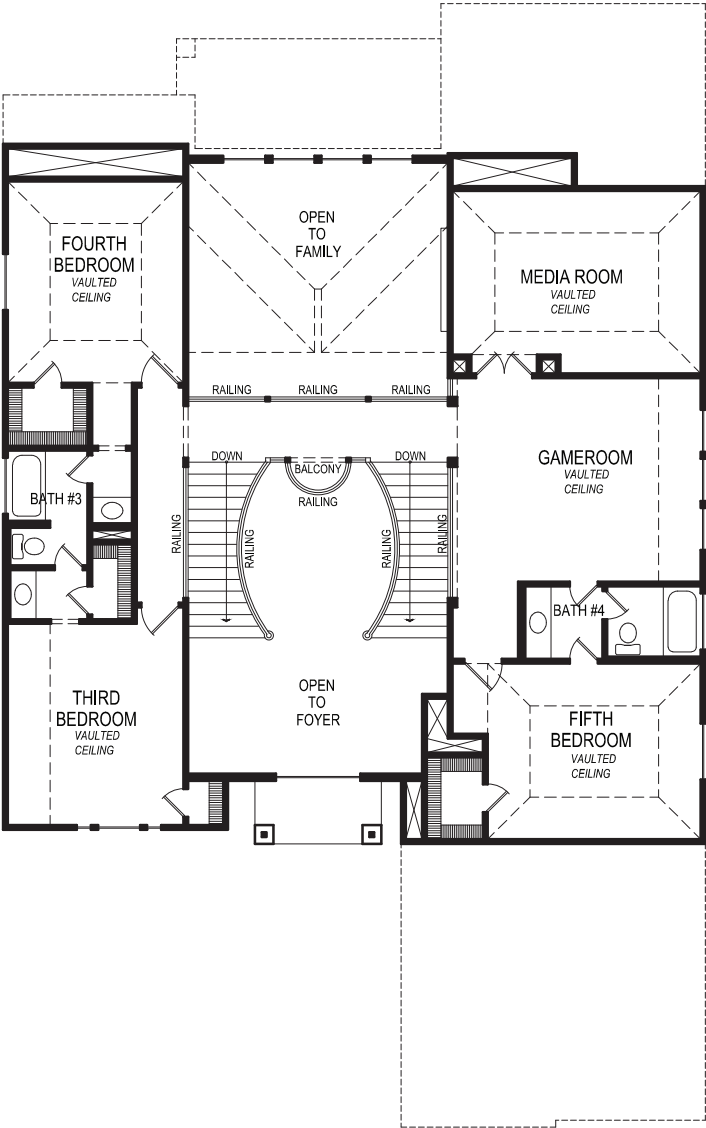 OPEN
TO
FAMILY
FOURTH
BEDROOM
VAULTED
CEILING
MEDIA ROOM
VAULTED
CEILING
RAILING
RAILING
RAILING
DOWN
BALCONY
RAILING
DOWN
GAMEROOM
VAULTED
CEILING
BATH #3
RAILING
RAILING
RAILING
RAILING
BATH #4
OPEN
TO
FOYER
THIRD
BEDROOM
VAULTED
CEILING
FIFTH
BEDROOM
VAULTED
CEILING